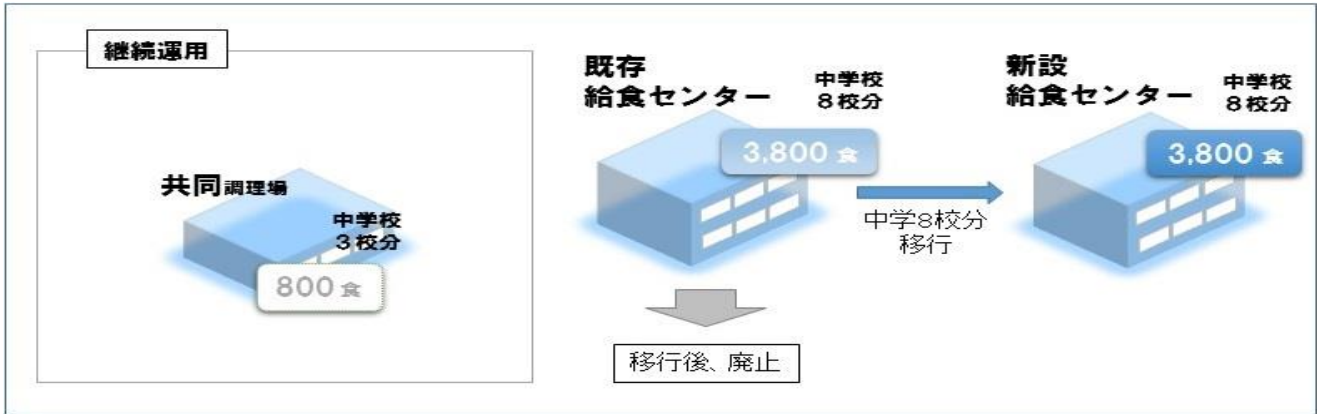 継続運用
共同調理場
中学校
3校分
800食
既存
給食センター
中学校
8校分
3,800食
中学8校分
移行
移行後、廃止
新設
給食センター
中学校
8校分
3,800食